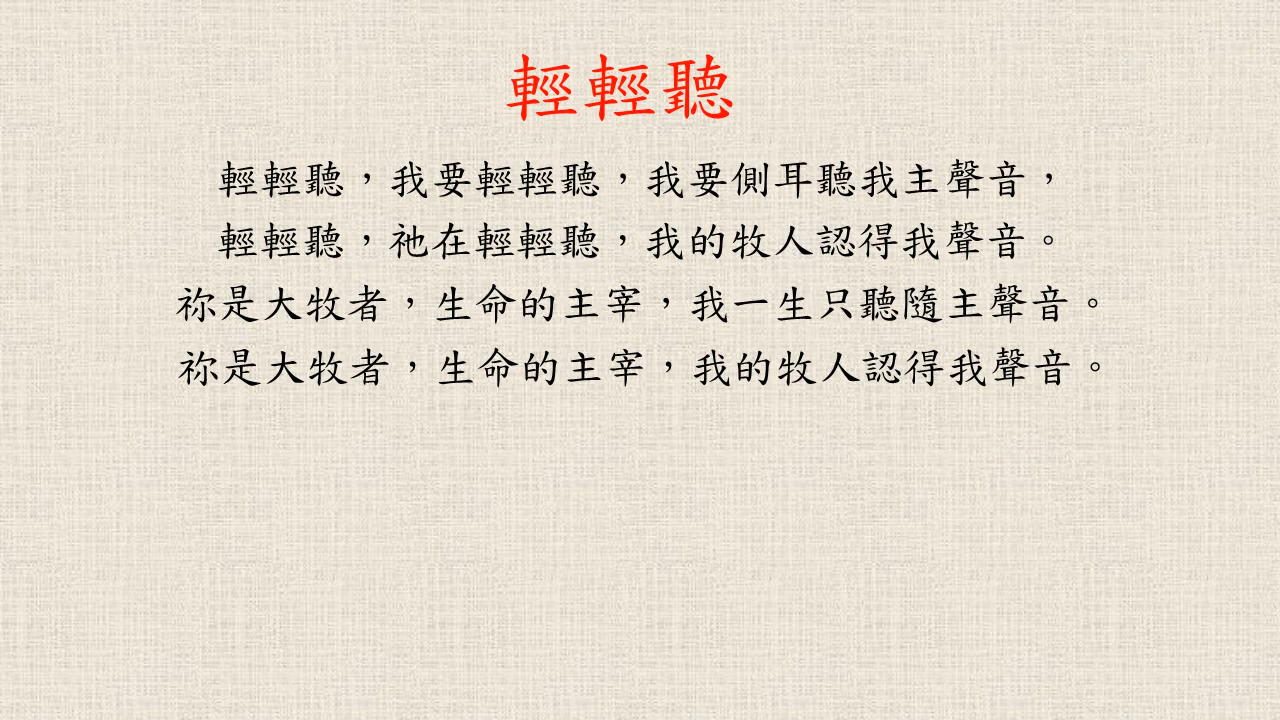 輕輕聽
輕輕聽，我要輕輕聽，我要側耳聽我主聲音，
輕輕聽，祂在輕輕聽，我的牧人認得我聲音。
祢是大牧者，生命的主宰，我一生只聽隨主聲音。
祢是大牧者，生命的主宰，我的牧人認得我聲音。